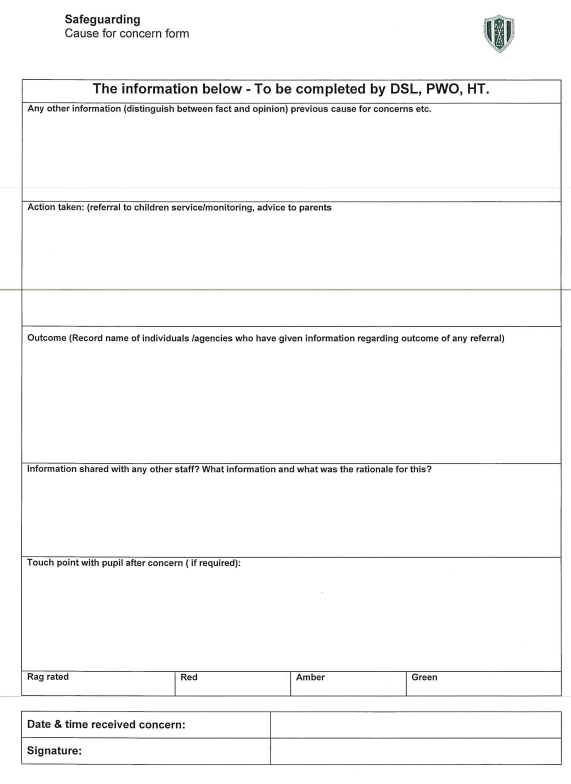 Safeguarding
Cause for concern form
The information below - To be completed by DSL, PWO, HT.
Any other information (distinguish between fact and opinion) previous cause for concerns etc.
Action taken: (referral to children service/monitoring, advice to parents
Outcome (Record name of individuals /agencies who have given information regarding outcome of any referral)
Information shared with any other staff? What information and what was the rationale for this?
Touch point with pupil after concern ( if required):
Rag rated Red Amber Green
Date & time received concern:
Signature: